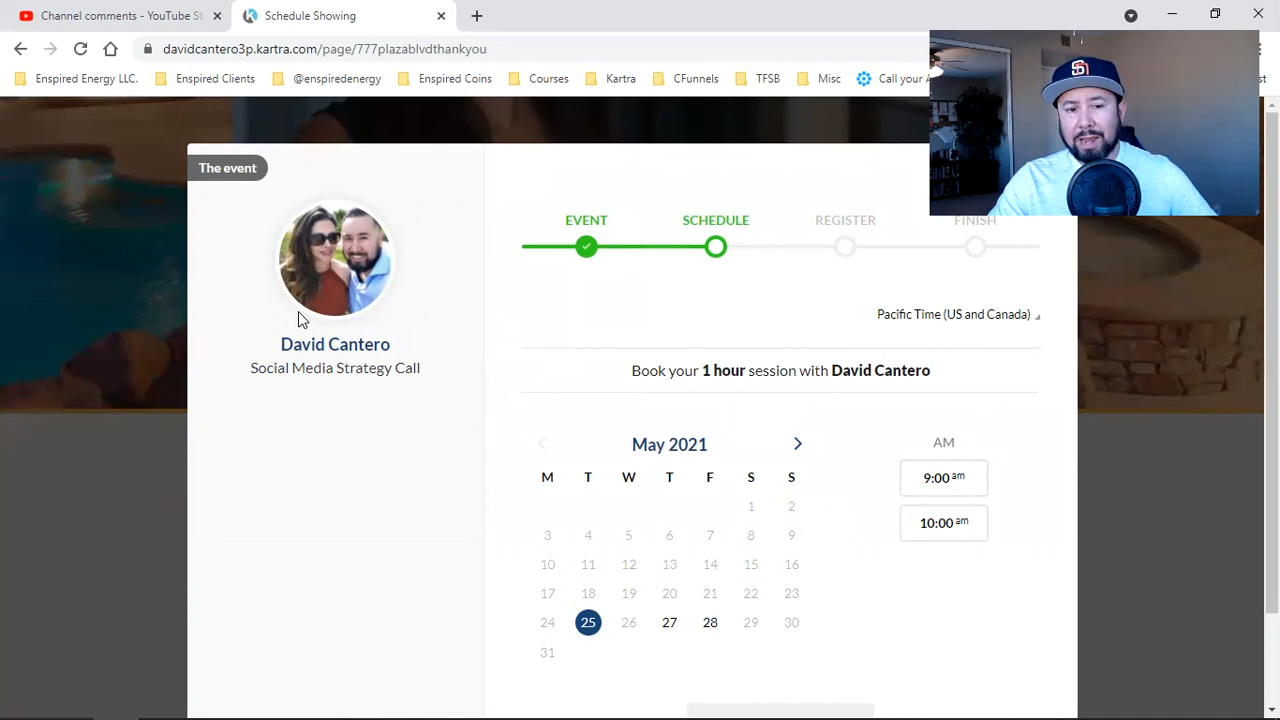 Channel comments - YouTube St
Schedule Showing
davidcantero3p.kartra.com/page/777plazablvdthankyou
Enspired Energy LLC.
Enspired Clients
@enspiredenergy
Enspired Coins
Courses
Kartra
CFunnels
TFSB
Misc
Call your A
st
The event
David Cantero
Social Media Strategy Call
EVENT
SCHEDULE
REGISTER
FINISH
Pacific Time (US and Canada)
Book your 1 hour session with David Cantero
May 2021
M T W T F S S
1 2
3 4 5 6 7 8 9
10 11 12 13 14 15 16
17 18 19 20 21 22 23
24 25 26 27 28 29 30
31
AM
9:00 am
10:00 am